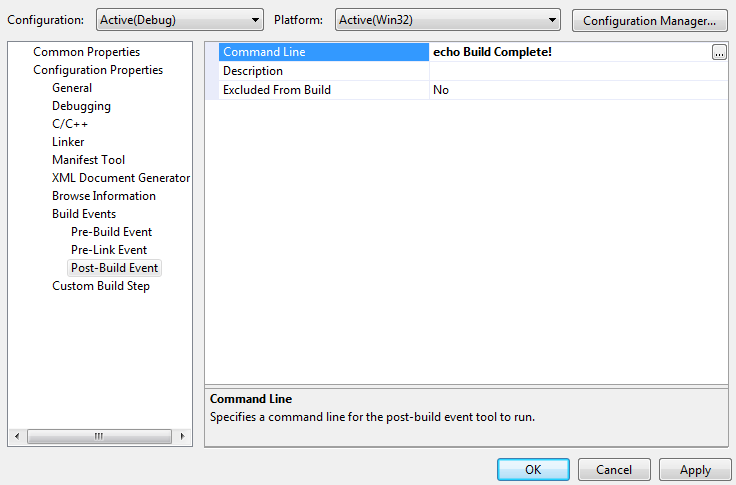 Configuration: Active(Debug) Platform: Active(Win32) Configuration Manager...
Common Properties
Configuration Properties
General
Debugging
C/C++
Linker
Manifest Tool
XML Document Generator
Browse Information
Build Events
Pre-Build Event
Pre-Link Event
Post-Build Event
Custom Build Step
Command Line echo Build Complete! ...
Description
Excluded From Build No
Command Line
Specifies a command line for the post-build event tool to run.
OK Cancel Apply